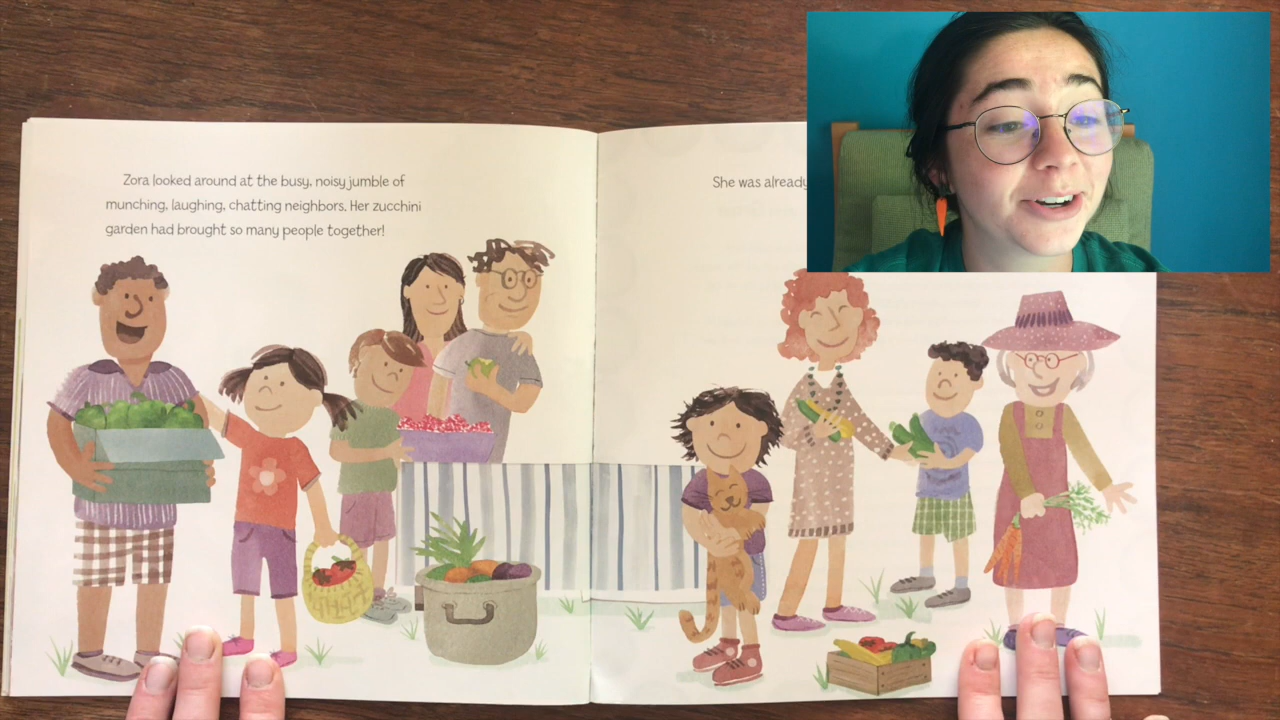 Zora looked around at the busy, noisy jumble of
munching, laughing, chatting neighbors. Her zucchini
garden had brought so many people together!
She was already